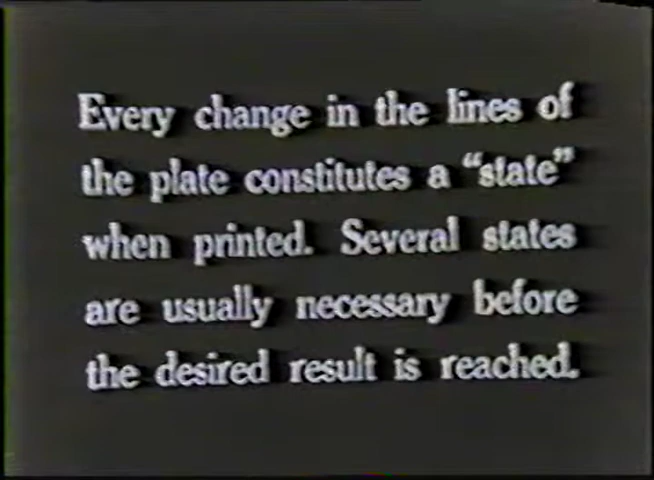 Every change in the lines of
the plate constitutes a “state”
when printed. Several states
are usually necessary before
the desired result is reached.